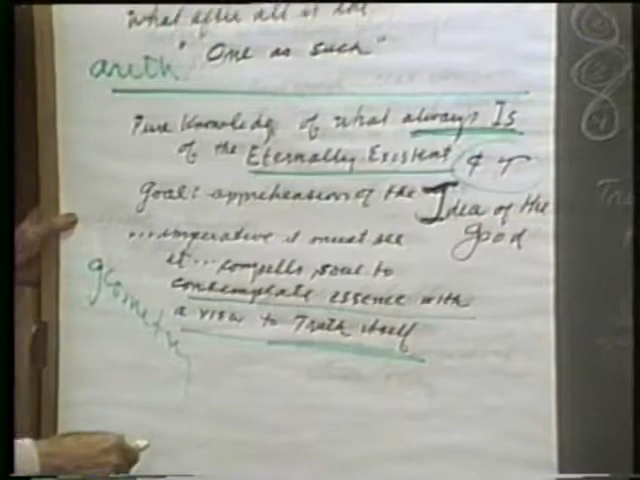 what after all is the
" One as such"
arith
Pure Knowledg of what always Is
of the Eternally Existent
Goal: apprehension of the Idea of the Good
...imperative it must see
it... compells soul to
contemplate essence with
a view to Truth itself
geometry